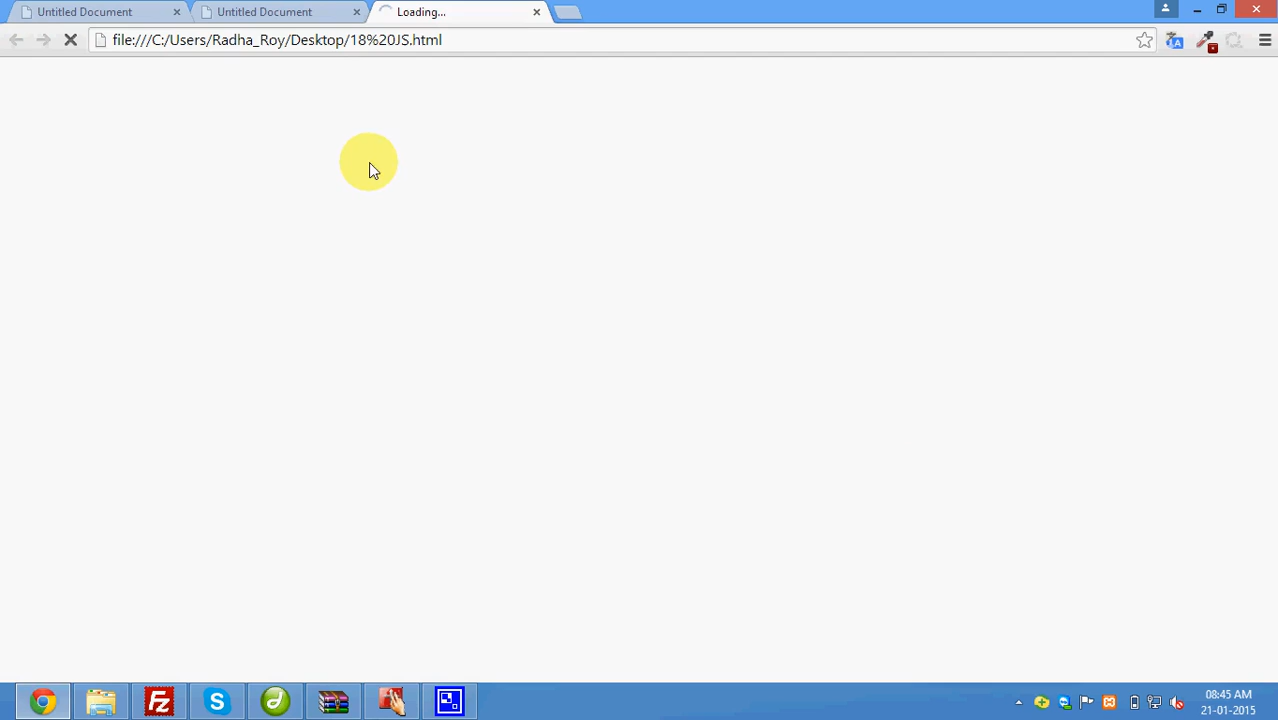 Untitled Document
Untitled Document
Loading...
file:///C:/Users/Radha_Roy/Desktop/18%20JS.html
08:45 AM
21-01-2015